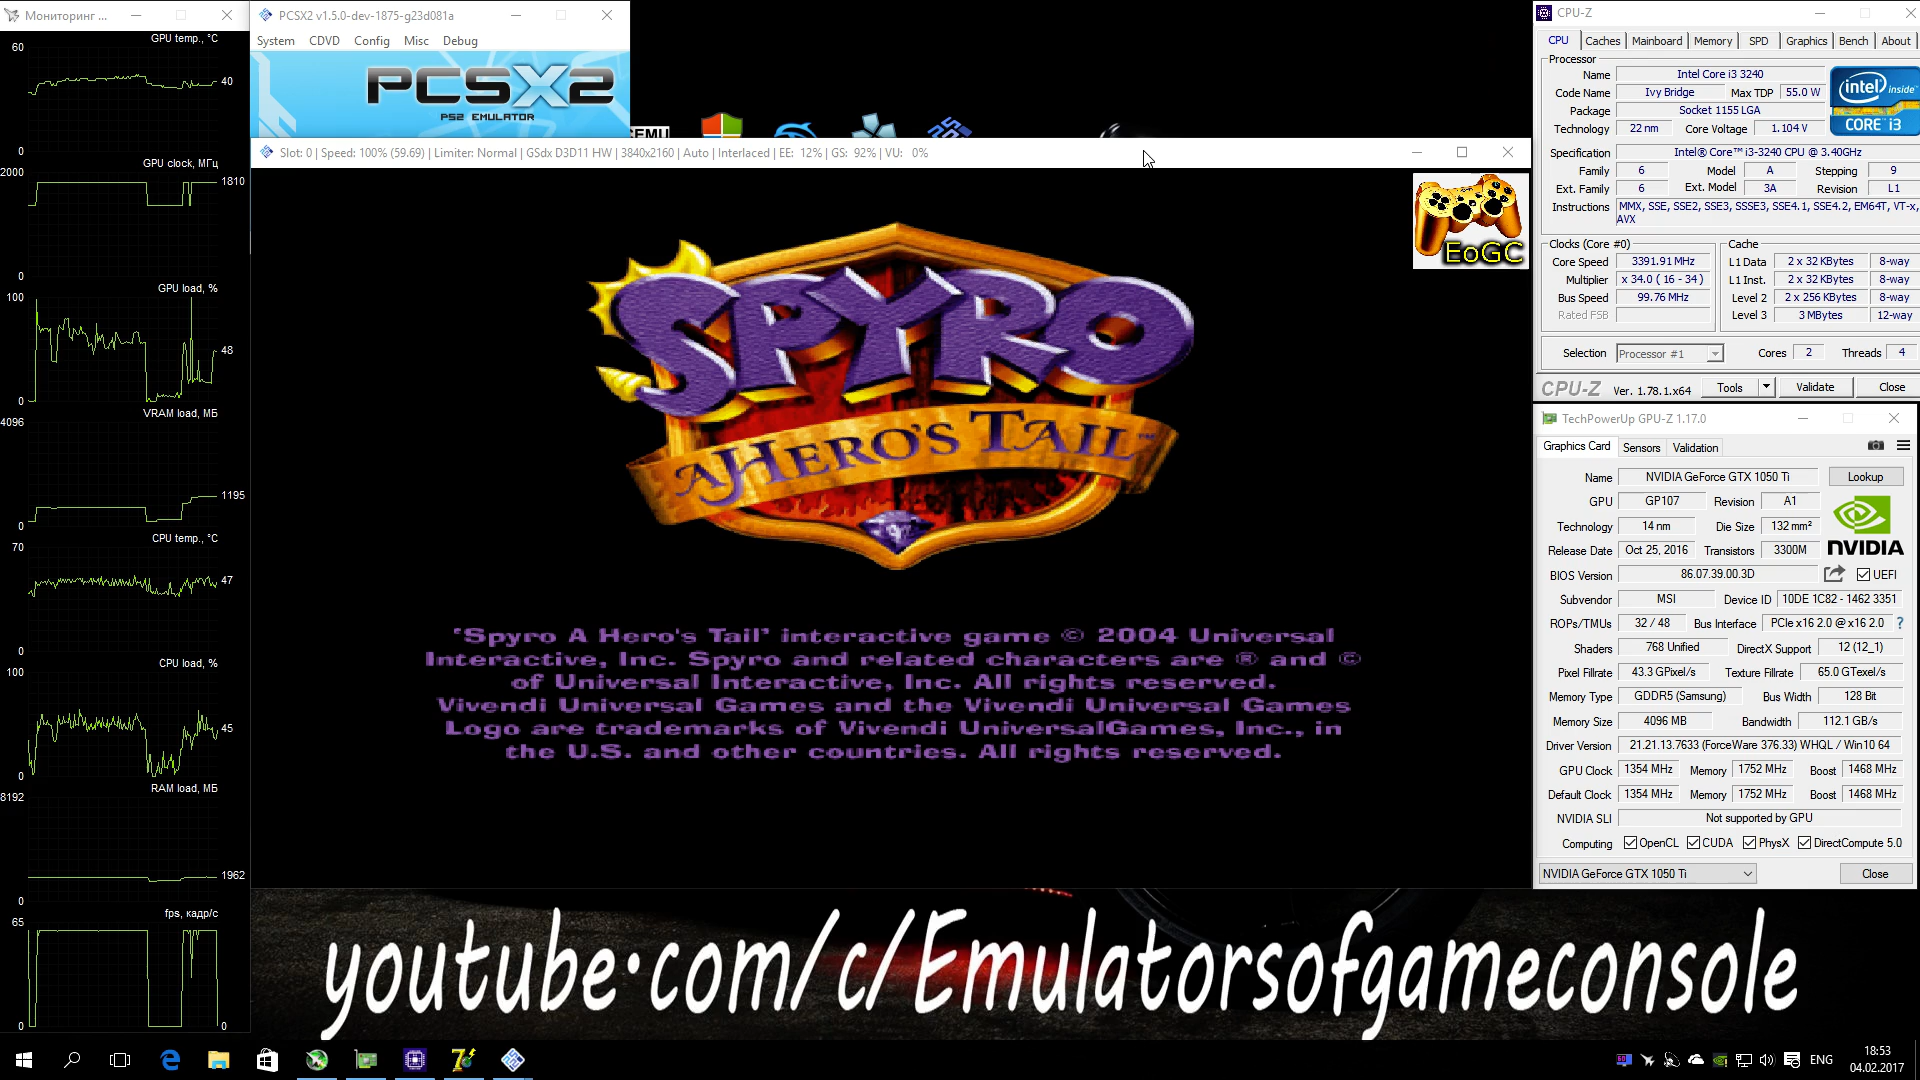 Мониторинг ...
GPU temp., °C
60
40
0
GPU clock, МГц
2000
1810
0
GPU load, %
100
48
0
VRAM load, МБ
4096
1195
0
CPU temp., °C
70
47
0
CPU load, %
100
45
0
RAM load, МБ
8192
1962
0
fps, кадр/с
65
0
0
PCSX2 v1.5.0-dev-1875-g23d081a
System CDVD Config Misc Debug
PCSX2
PS2 EMULATOR
CEMU
Slot: 0 | Speed: 100% (59.69) | Limiter: Normal | GSdx D3D11 HW | 3840x2160 | Auto | Interlaced | EE: 12% | GS: 92% | VU: 0%
EoGC
SPYRO
A HERO'S TAIL™
'Spyro A Hero's Tail' interactive game © 2004 Universal
Interactive, Inc. Spyro and related characters are ® and ©
of Universal Interactive, Inc. All rights reserved.
Vivendi Universal Games and the Vivendi Universal Games
Logo are trademarks of Vivendi UniversalGames, Inc., in
the U.S. and other countries. All rights reserved.
youtube.com/c/Emulatorsofgameconsole
CPU-Z
CPU Caches Mainboard Memory SPD Graphics Bench About
Processor
Name Intel Core i3 3240
Code Name Ivy Bridge Max TDP 55.0 W
Package Socket 1155 LGA
Technology 22 nm Core Voltage 1.104 V
intel inside™
CORE i3
Specification Intel® Core™ i3-3240 CPU @ 3.40GHz
Family 6 Model A Stepping 9
Ext. Family 6 Ext. Model 3A Revision L1
Instructions MMX, SSE, SSE2, SSE3, SSSE3, SSE4.1, SSE4.2, EM64T, VT-x,
AVX
Clocks (Core #0)
Core Speed 3391.91 MHz
Multiplier x 34.0 ( 16 - 34 )
Bus Speed 99.76 MHz
Rated FSB
Cache
L1 Data 2 x 32 KBytes 8-way
L1 Inst. 2 x 32 KBytes 8-way
Level 2 2 x 256 KBytes 8-way
Level 3 3 MBytes 12-way
Selection Processor #1 Cores 2 Threads 4
CPU-Z Ver. 1.78.1.x64 Tools Validate Close
TechPowerUp GPU-Z 1.17.0
Graphics Card Sensors Validation
Name NVIDIA GeForce GTX 1050 Ti Lookup
GPU GP107 Revision A1
Technology 14 nm Die Size 132 mm²
Release Date Oct 25, 2016 Transistors 3300M
NVIDIA
BIOS Version 86.07.39.00.3D UEFI
Subvendor MSI Device ID 10DE 1C82 - 1462 3351
ROPs/TMUs 32 / 48 Bus Interface PCIe x16 2.0 @ x16 2.0 ?
Shaders 768 Unified DirectX Support 12 (12_1)
Pixel Fillrate 43.3 GPixel/s Texture Fillrate 65.0 GTexel/s
Memory Type GDDR5 (Samsung) Bus Width 128 Bit
Memory Size 4096 MB Bandwidth 112.1 GB/s
Driver Version 21.21.13.7633 (ForceWare 376.33) WHQL / Win10 64
GPU Clock 1354 MHz Memory 1752 MHz Boost 1468 MHz
Default Clock 1354 MHz Memory 1752 MHz Boost 1468 MHz
NVIDIA SLI Not supported by GPU
Computing OpenCL CUDA PhysX DirectCompute 5.0
NVIDIA GeForce GTX 1050 Ti Close
ENG
18:53
04.02.2017